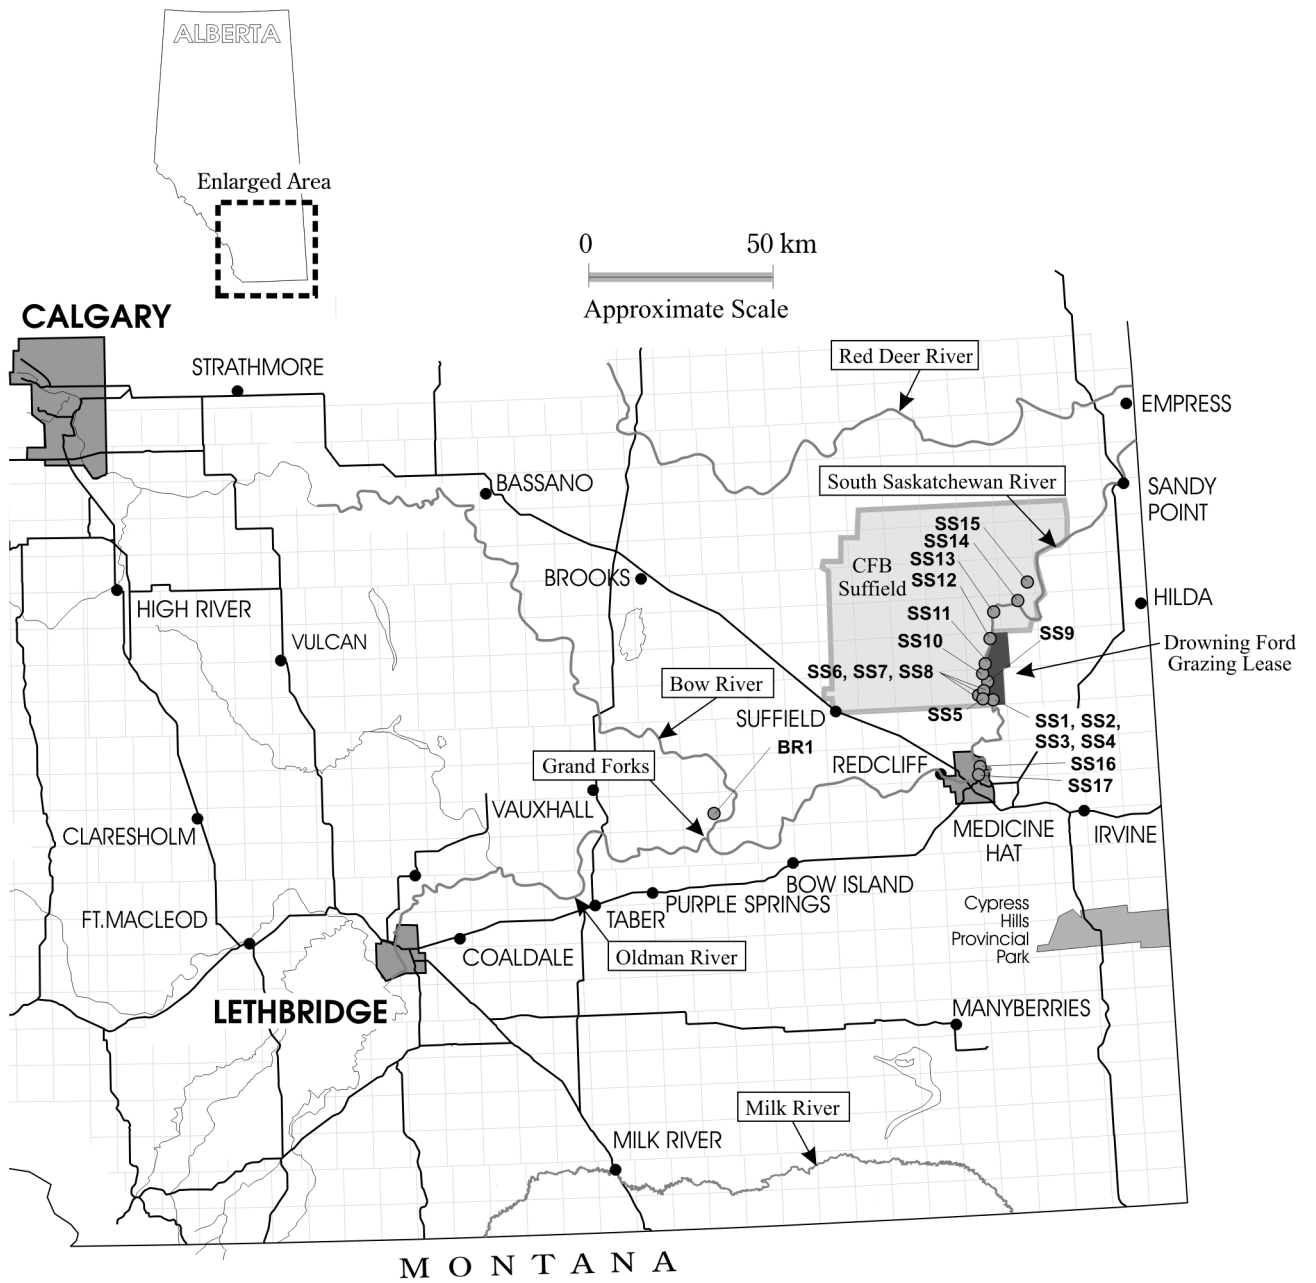 ALBERTA
Enlarged Area
0 50 km
Approximate Scale
CALGARY
STRATHMORE
Red Deer River
EMPRESS
BASSANO
South Saskatchewan River
SANDY
POINT
SS15
SS14
SS13
CFB
Suffield
SS12
BROOKS
HILDA
HIGH RIVER
SS11
VULCAN
SS10
SS9
Drowning Ford
Grazing Lease
SS6, SS7, SS8
Bow River
SUFFIELD
SS5
SS1, SS2,
SS3, SS4
BR1
Grand Forks
REDCLIFF
SS16
SS17
VAUXHALL
CLARESHOLM
MEDICINE
HAT
IRVINE
BOW ISLAND
PURPLE SPRINGS
TABER
Cypress
Hills
Provincial
Park
FT.MACLEOD
COALDALE
Oldman River
LETHBRIDGE
MANYBERRIES
Milk River
MILK RIVER
MONTANA